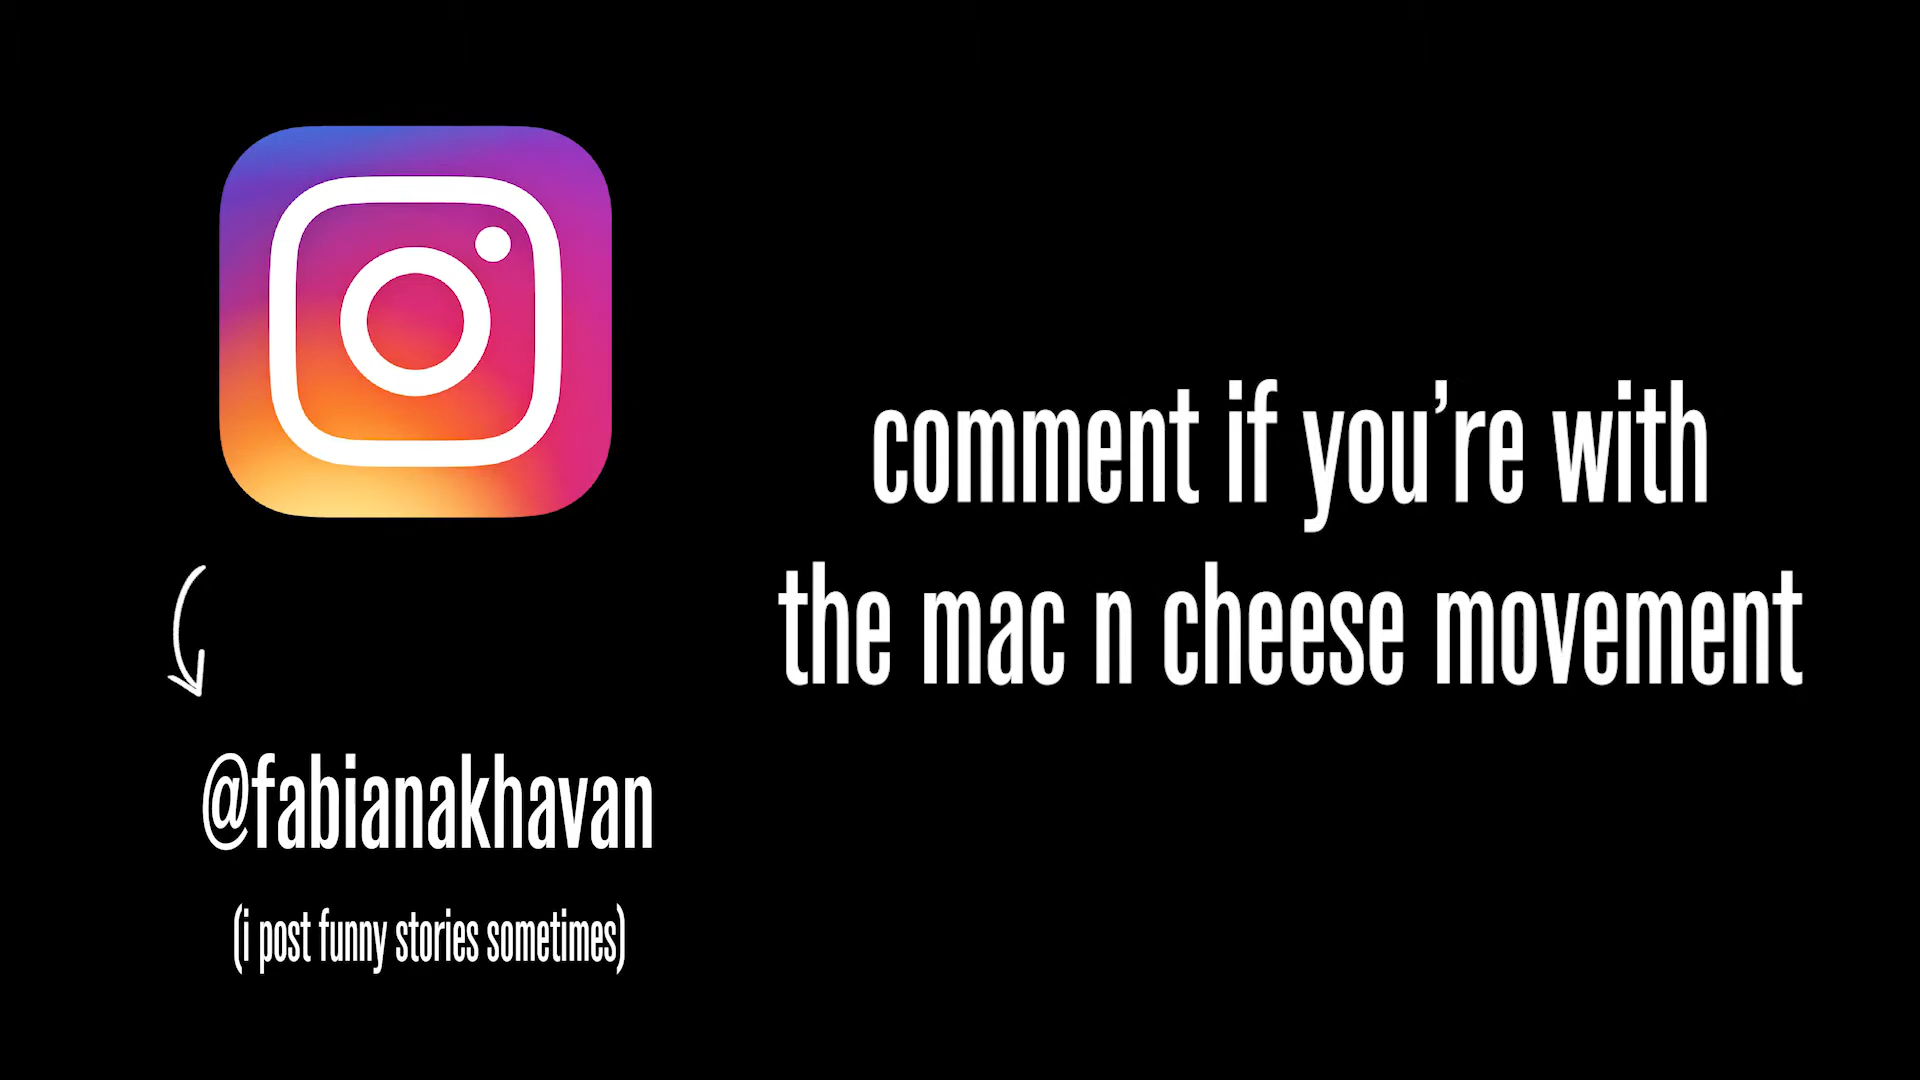 comment if you’re with
the mac n cheese movement
@fabianakhavan
(i post funny stories sometimes)